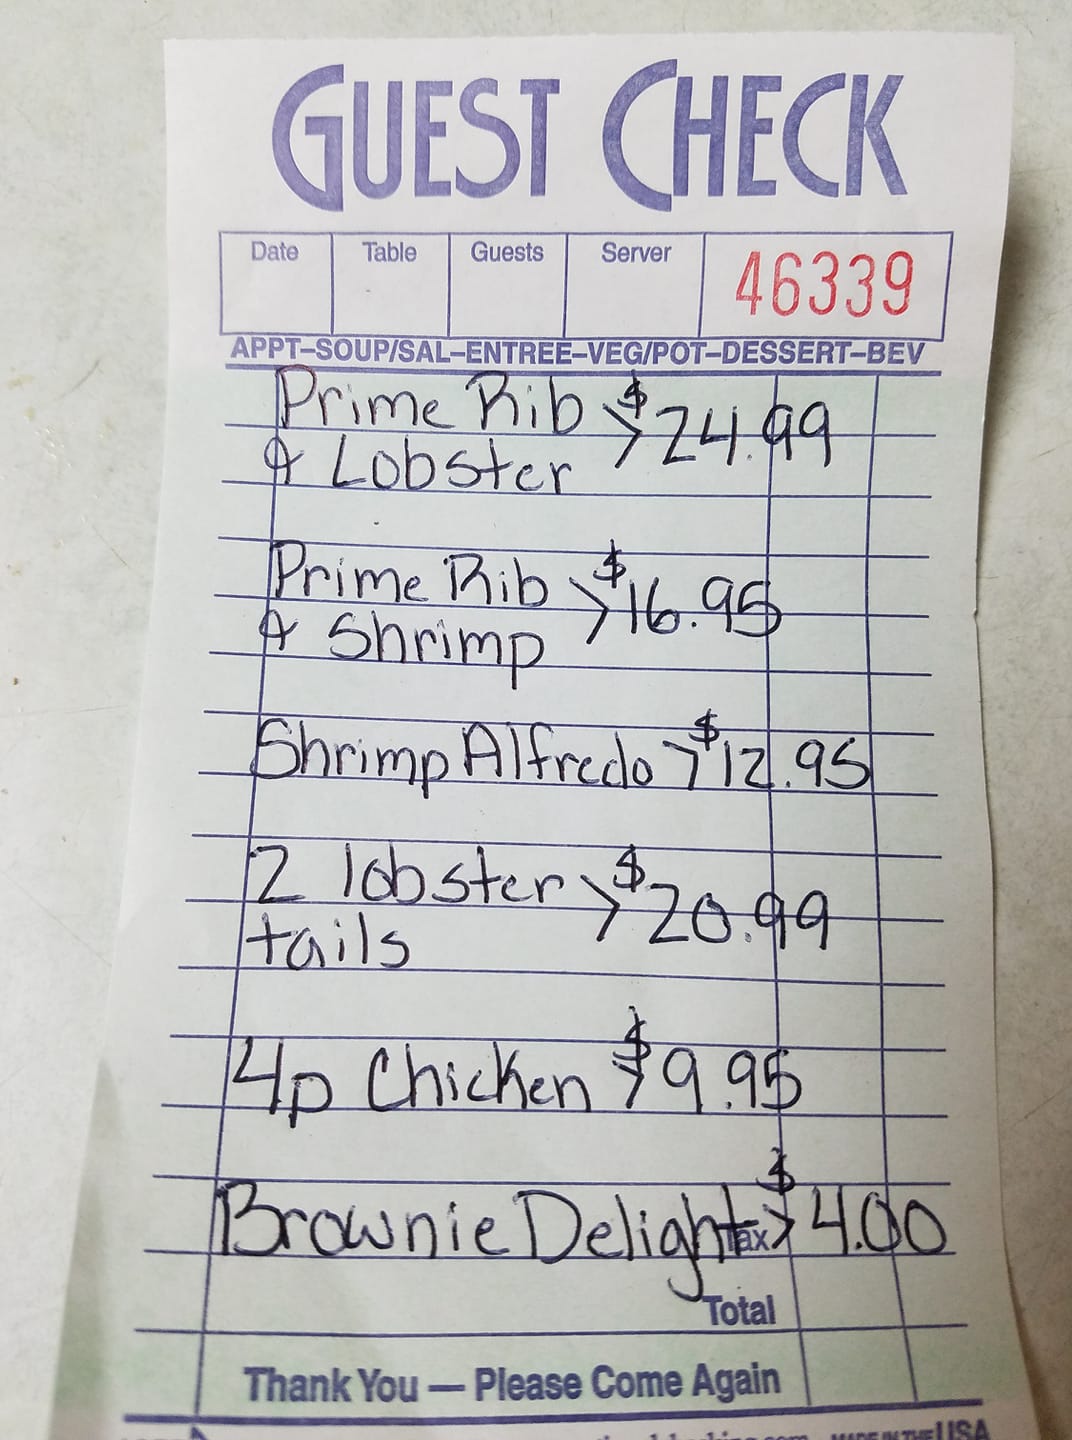 GUEST CHECK
Date Table Guests Server 46339
APPT–SOUP/SAL–ENTREE–VEG/POT–DESSERT–BEV
Prime Rib > $24.99
& Lobster
Prime Rib > $16.95
& Shrimp
Shrimp Alfredo > $12.95
2 lobster > $20.99
tails
4p Chicken > $9.95
Brownie Delight > $4.00
Tax
Total
Thank You — Please Come Again
MADE IN THE USA